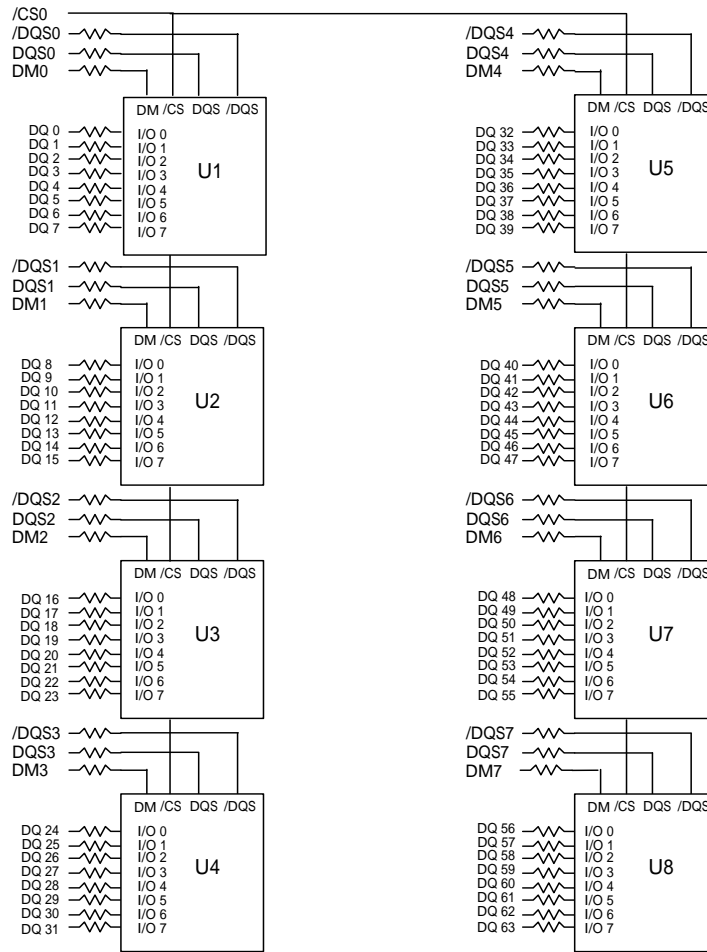 /CS0
/DQS0
DQS0
DM0
DM /CS DQS /DQS
DQ 0 I/O 0
DQ 1 I/O 1
DQ 2 I/O 2
DQ 3 I/O 3
DQ 4 I/O 4
DQ 5 I/O 5
DQ 6 I/O 6
DQ 7 I/O 7
U1
/DQS1
DQS1
DM1
DM /CS DQS /DQS
DQ 8 I/O 0
DQ 9 I/O 1
DQ 10 I/O 2
DQ 11 I/O 3
DQ 12 I/O 4
DQ 13 I/O 5
DQ 14 I/O 6
DQ 15 I/O 7
U2
/DQS2
DQS2
DM2
DM /CS DQS /DQS
DQ 16 I/O 0
DQ 17 I/O 1
DQ 18 I/O 2
DQ 19 I/O 3
DQ 20 I/O 4
DQ 21 I/O 5
DQ 22 I/O 6
DQ 23 I/O 7
U3
/DQS3
DQS3
DM3
DM /CS DQS /DQS
DQ 24 I/O 0
DQ 25 I/O 1
DQ 26 I/O 2
DQ 27 I/O 3
DQ 28 I/O 4
DQ 29 I/O 5
DQ 30 I/O 6
DQ 31 I/O 7
U4
/DQS4
DQS4
DM4
DM /CS DQS /DQS
DQ 32 I/O 0
DQ 33 I/O 1
DQ 34 I/O 2
DQ 35 I/O 3
DQ 36 I/O 4
DQ 37 I/O 5
DQ 38 I/O 6
DQ 39 I/O 7
U5
/DQS5
DQS5
DM5
DM /CS DQS /DQS
DQ 40 I/O 0
DQ 41 I/O 1
DQ 42 I/O 2
DQ 43 I/O 3
DQ 44 I/O 4
DQ 45 I/O 5
DQ 46 I/O 6
DQ 47 I/O 7
U6
/DQS6
DQS6
DM6
DM /CS DQS /DQS
DQ 48 I/O 0
DQ 49 I/O 1
DQ 50 I/O 2
DQ 51 I/O 3
DQ 52 I/O 4
DQ 53 I/O 5
DQ 54 I/O 6
DQ 55 I/O 7
U7
/DQS7
DQS7
DM7
DM /CS DQS /DQS
DQ 56 I/O 0
DQ 57 I/O 1
DQ 58 I/O 2
DQ 59 I/O 3
DQ 60 I/O 4
DQ 61 I/O 5
DQ 62 I/O 6
DQ 63 I/O 7
U8